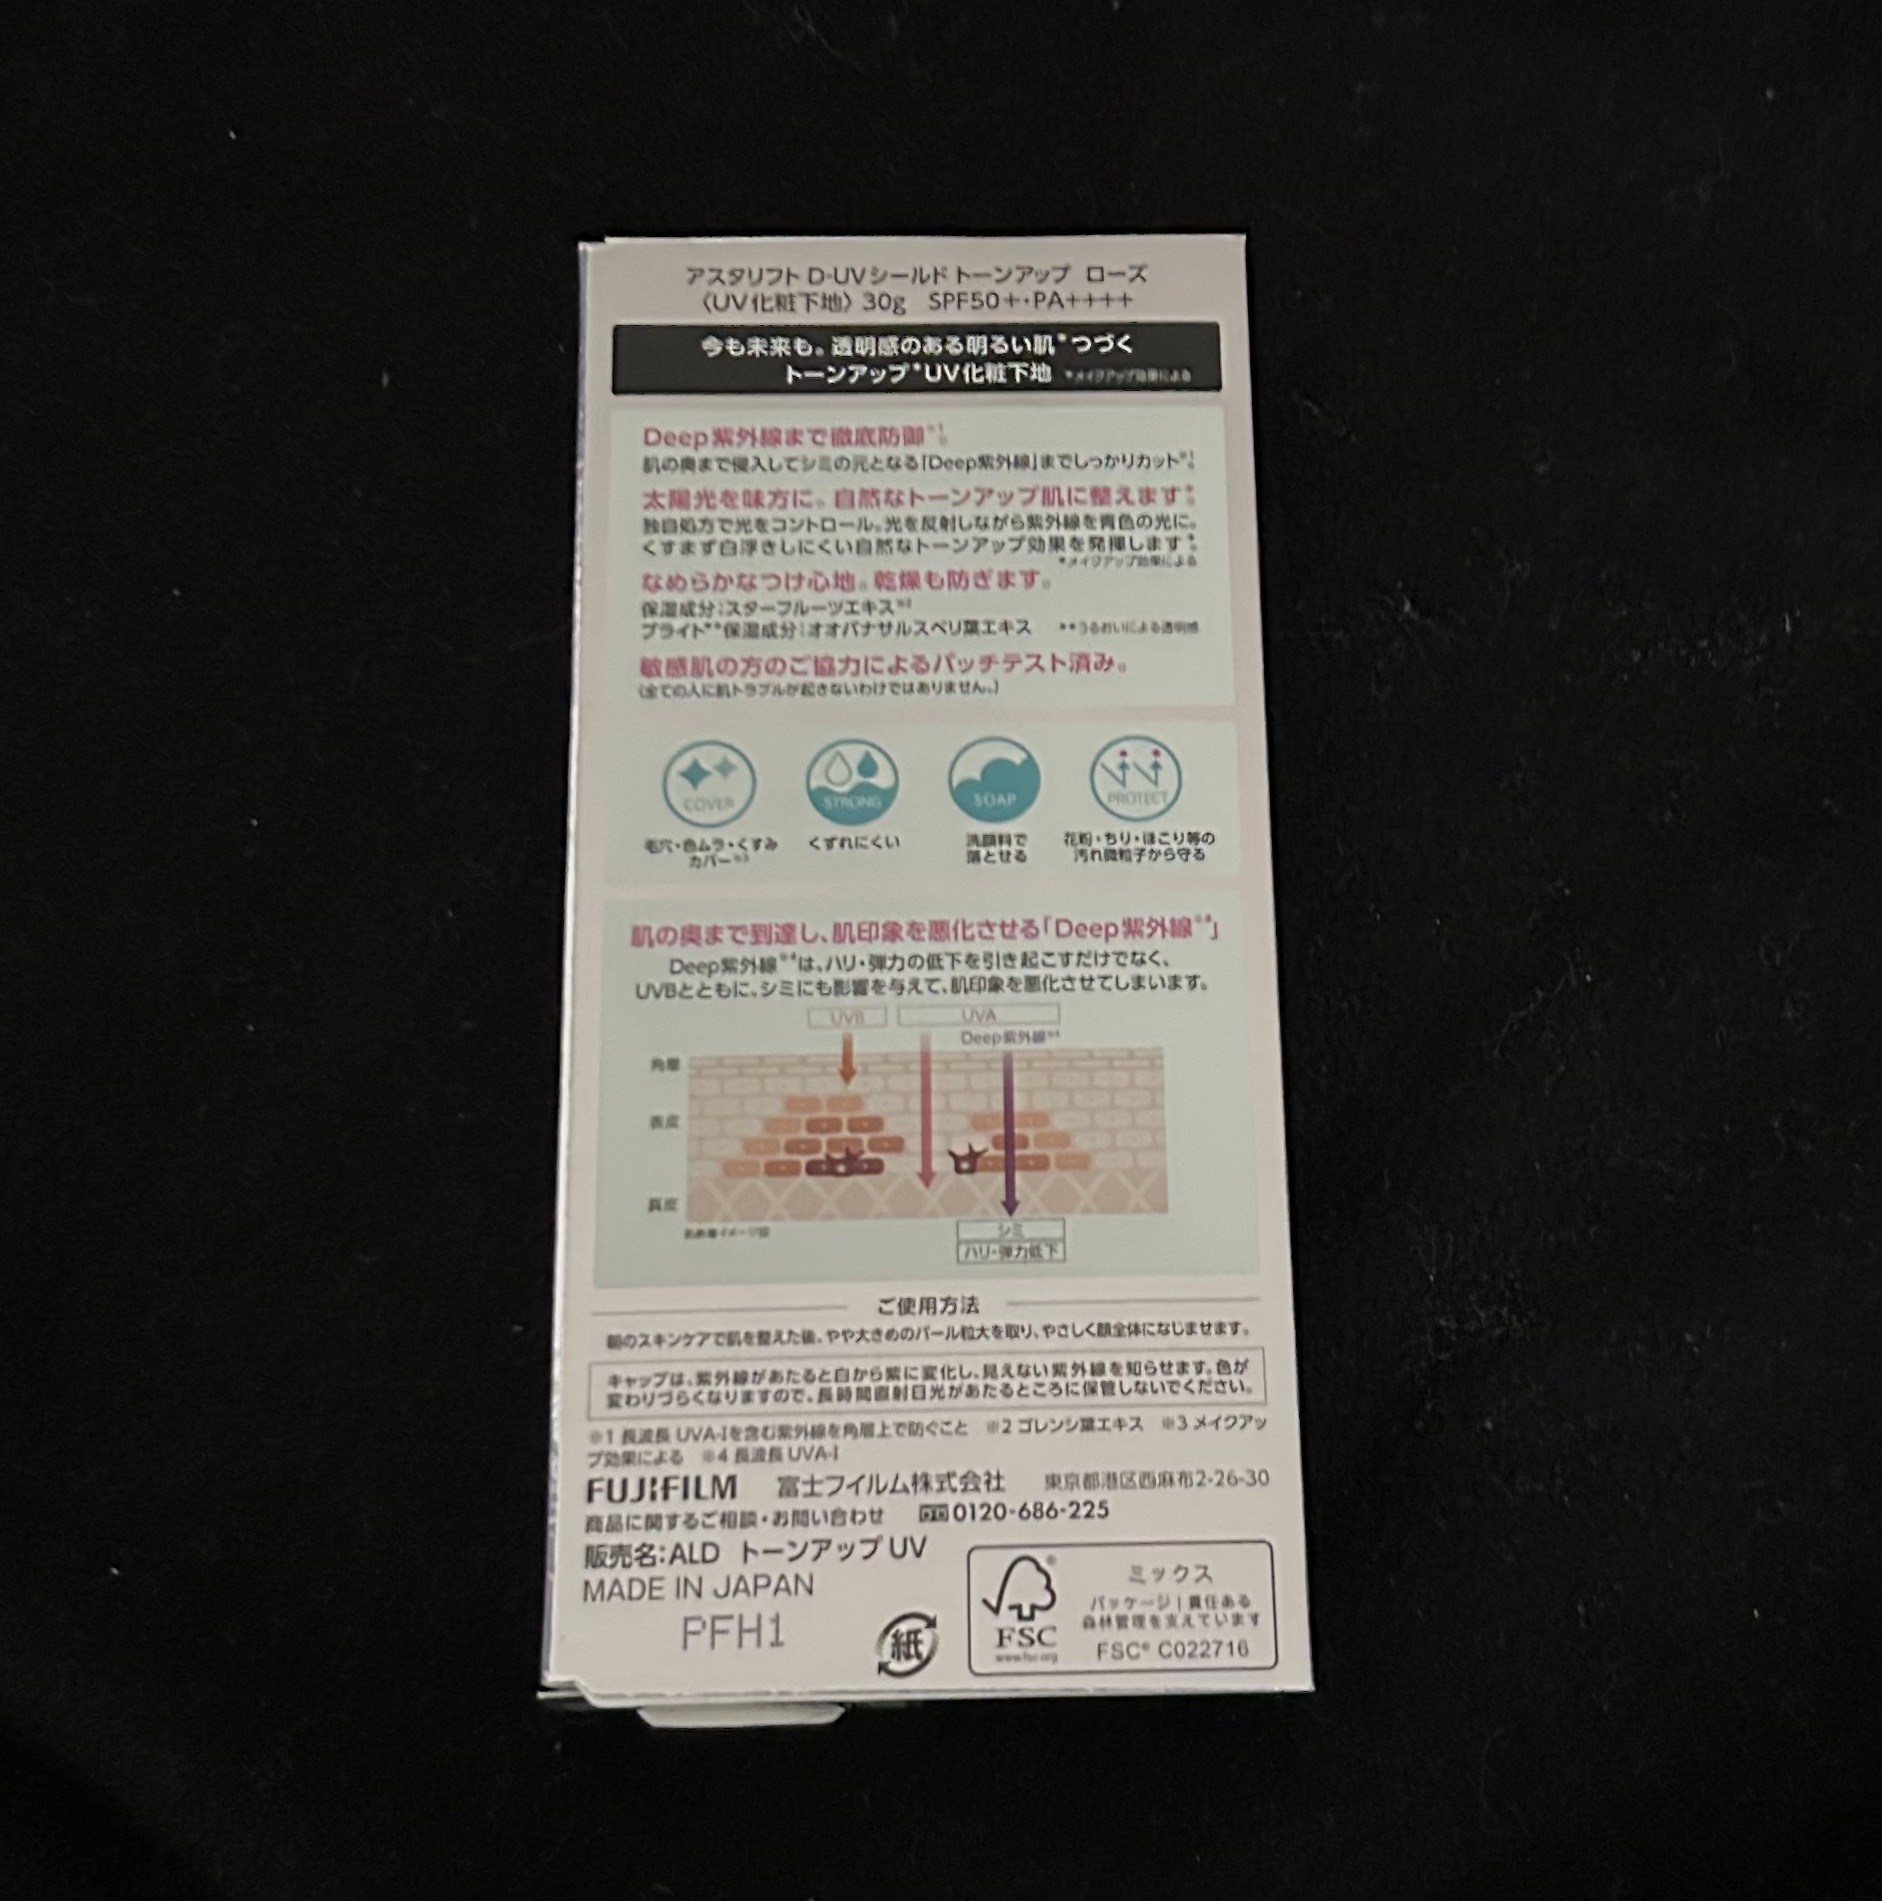 アスタリフト D-UVシールド トーンアップ ローズ
〈UV化粧下地〉30g SPF50+・PA++++
今も未来も。透明感のある明るい肌*つづく
トーンアップ*UV化粧下地 *メイクアップ効果による
Deep紫外線まで徹底防御※1。
肌の奥まで侵入してシミの元となる「Deep紫外線」までしっかりカット※1。
太陽光を味方に。自然なトーンアップ肌に整えます*。
独自処方で光をコントロール。光を反射しながら紫外線を青色の光に。
くすまず白浮きしにくい自然なトーンアップ効果を発揮します*。
*メイクアップ効果による
なめらかなつけ心地。乾燥も防ぎます。
保湿成分:スターフルーツエキス※2
ブライト**保湿成分:オオバナサルスベリ葉エキス **うるおいによる透明感
敏感肌の方のご協力によるパッチテスト済み。
(全ての人に肌トラブルが起きないわけではありません。)
COVER STRONG SOAP PROTECT
毛穴・色ムラ・くすみ くずれにくい 洗顔料で 花粉・ちり・ほこり等の
カバー※3 落とせる 汚れ微粒子から守る
肌の奥まで到達し、肌印象を悪化させる「Deep紫外線※4」
Deep紫外線※4は、ハリ・弾力の低下を引き起こすだけでなく、
UVBとともに、シミにも影響を与えて、肌印象を悪化させてしまいます。
UVB UVA
Deep紫外線※4
角層
表皮
真皮
肌断面イメージ図
シミ
ハリ・弾力低下
ご使用方法
朝のスキンケアで肌を整えた後、やや大きめのパール粒大を取り、やさしく顔全体になじませます。
キャップは、紫外線があたると白から紫に変化し、見えない紫外線を知らせます。色が
変わりづらくなりますので、長時間直射日光があたるところに保管しないでください。
※1 長波長 UVA-Iを含む紫外線を角層上で防ぐこと ※2 ゴレンシ葉エキス ※3 メイクアッ
プ効果による ※4 長波長 UVA-I
FUJIFILM 富士フイルム株式会社 東京都港区西麻布2-26-30
商品に関するご相談・お問い合わせ 0120-686-225
販売名:ALD トーンアップ UV
MADE IN JAPAN
PFH1
紙
FSC
www.fsc.org
ミックス
パッケージ | 責任ある
森林管理を支えています
FSC® C022716